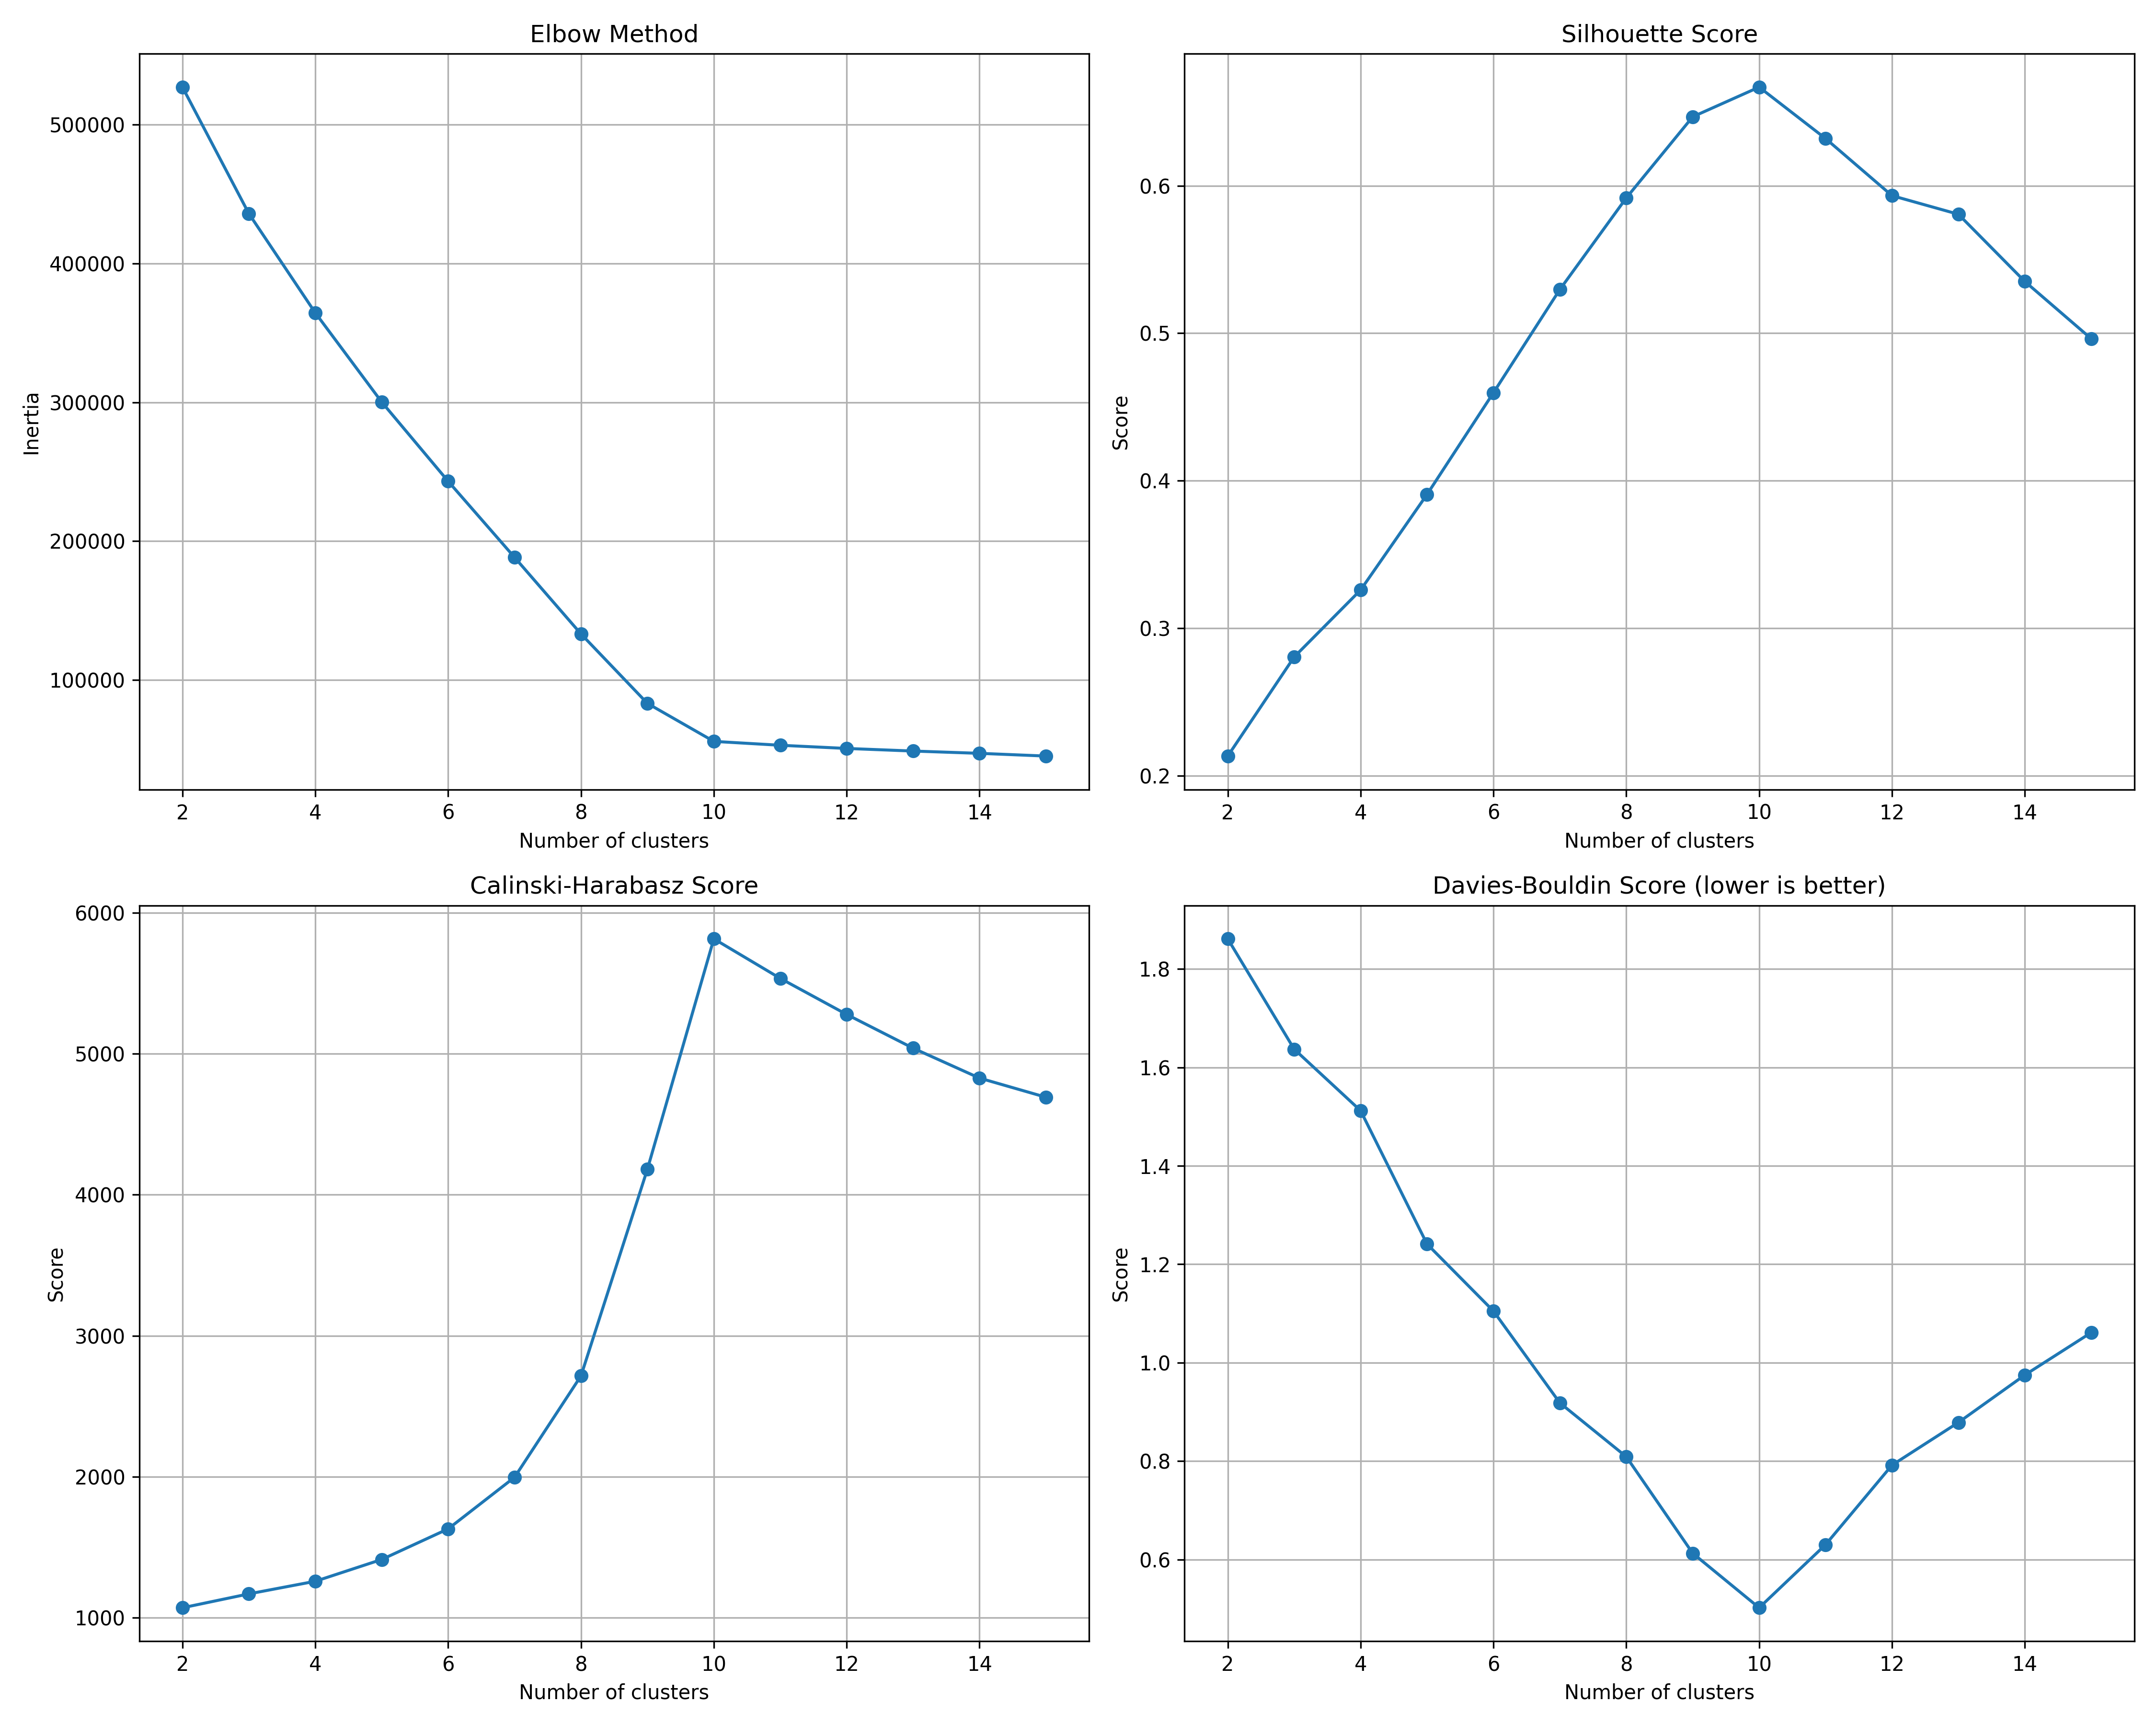 Elbow Method
500000
400000
300000
200000
100000
Inertia
2 4 6 8 10 12 14
Number of clusters
Silhouette Score
0.6
0.5
0.4
0.3
0.2
Score
2 4 6 8 10 12 14
Number of clusters
Calinski-Harabasz Score
6000
5000
4000
3000
2000
1000
Score
2 4 6 8 10 12 14
Number of clusters
Davies-Bouldin Score (lower is better)
1.8
1.6
1.4
1.2
1.0
0.8
0.6
Score
2 4 6 8 10 12 14
Number of clusters